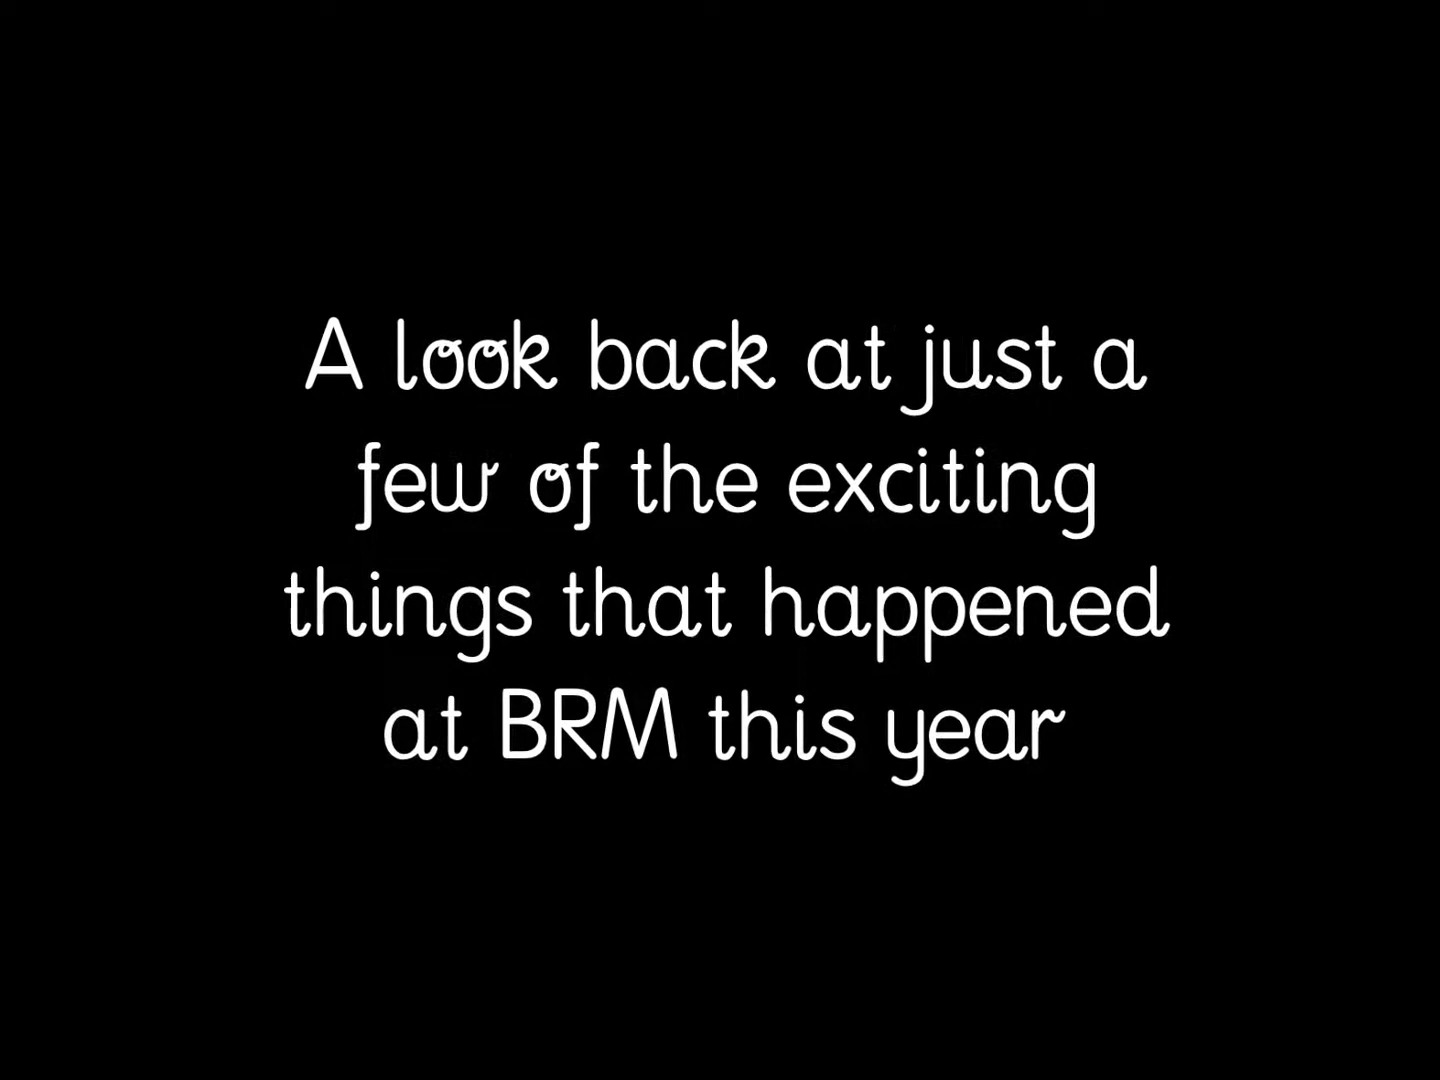 A look back at just a
few of the exciting
things that happened
at BRM this year